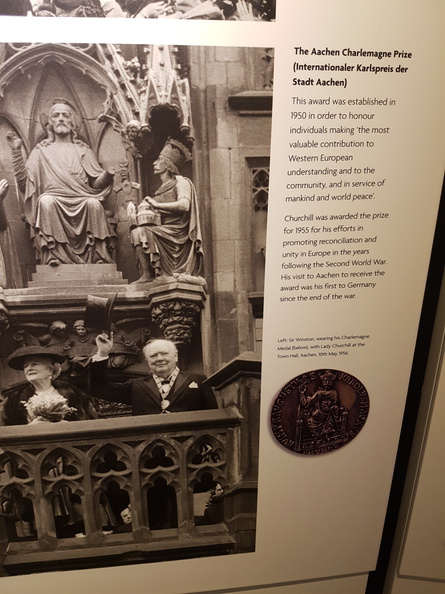 The Aachen Charlemagne Prize
(Internationaler Karlspreis der
Stadt Aachen)
This award was established in
1950 in order to honour
individuals making 'the most
valuable contribution to
Western European
understanding and to the
community, and in service of
mankind and world peace'.
Churchill was awarded the prize
for 1955 for his efforts in
promoting reconciliation and
unity in Europe in the years
following the Second World War.
His visit to Aachen to receive the
award was his first to Germany
since the end of the war.
Left: Sir Winston, wearing his Charlemagne
Medal (below), with Lady Churchill at the
Town Hall, Aachen, 10th May 1956.